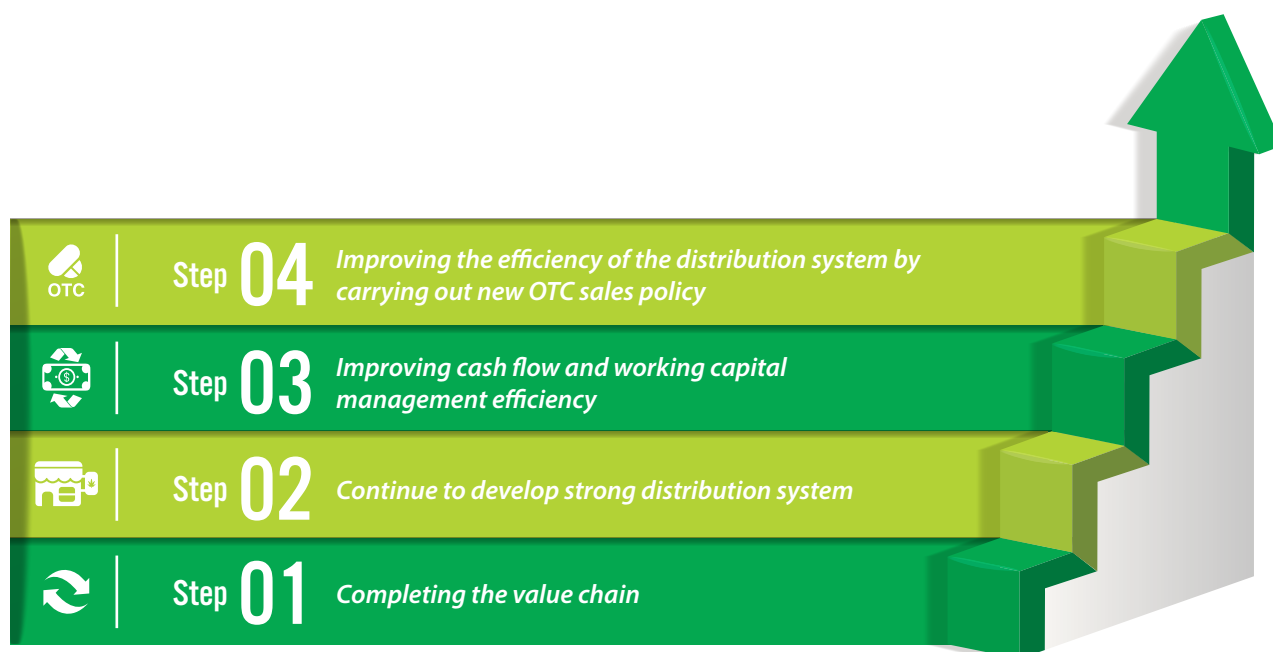 OTC
Step 04
Improving the efficiency of the distribution system by
carrying out new OTC sales policy
$
Step 03
Improving cash flow and working capital
management efficiency
Step 02
Continue to develop strong distribution system
Step 01
Completing the value chain